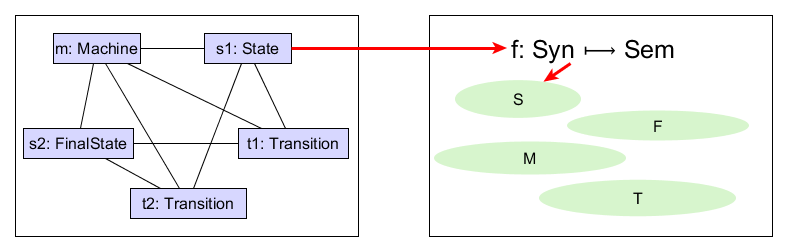 m: Machine
s1: State
s2: FinalState
t1: Transition
t2: Transition
f: Syn ⟼ Sem
S
F
M
T